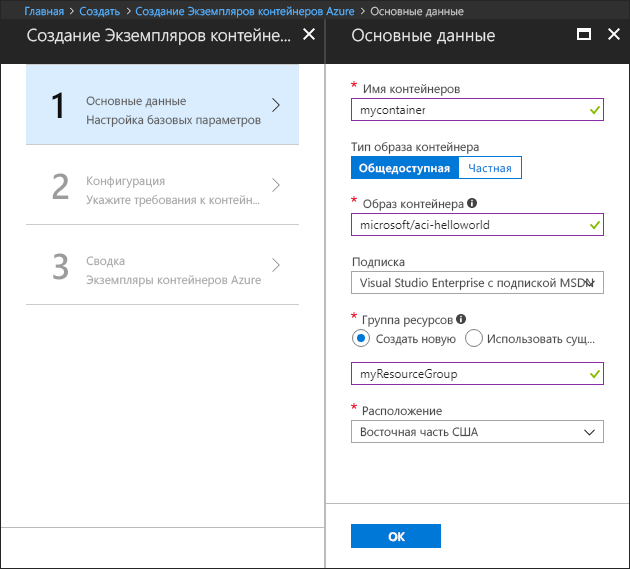 Главная > Создать > Создание Экземпляров контейнеров Azure > Основные данные
Создание Экземпляров контейне...
1
Основные данные
Настройка базовых параметров
2
Конфигурация
Укажите требования к контейн...
3
Сводка
Экземпляры контейнеров Azure
Основные данные
* Имя контейнеров
mycontainer
Тип образа контейнера
Общедоступная Частная
* Образ контейнера
microsoft/aci-helloworld
Подписка
Visual Studio Enterprise с подпиской MSDN
* Группа ресурсов
Создать новую Использовать сущ...
myResourceGroup
* Расположение
Восточная часть США
ОК